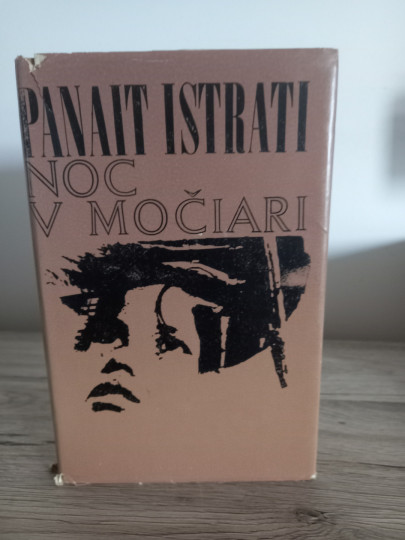 PANAIT ISTRATI
NOC
V MOČIARI